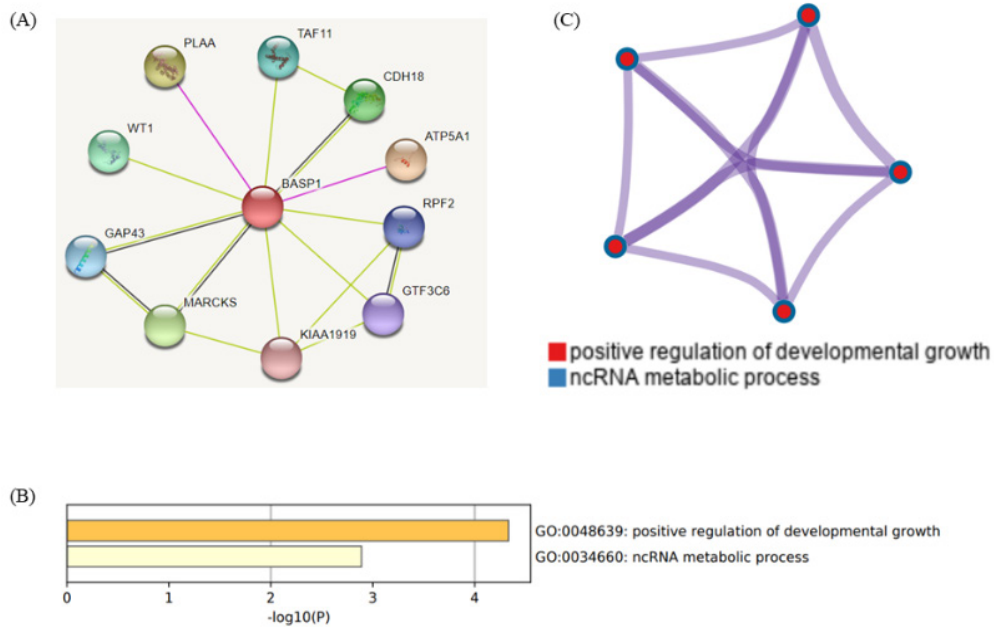 (A)
PLAA
TAF11
CDH18
WT1
ATP5A1
BASP1
RPF2
GAP43
GTF3C6
MARCKS
KIAA1919
(C)
positive regulation of developmental growth
ncRNA metabolic process
(B)
GO:0048639: positive regulation of developmental growth
GO:0034660: ncRNA metabolic process
0 1 2 3 4
-log10(P)